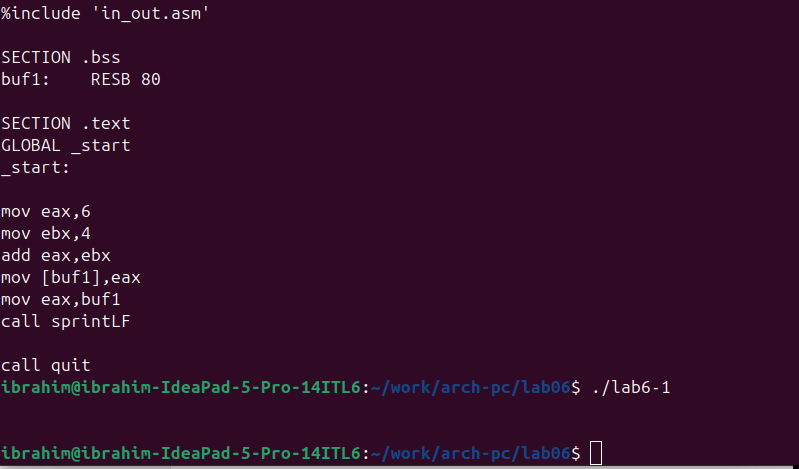 %include 'in_out.asm'
SECTION .bss
buf1:    RESB 80
SECTION .text
GLOBAL _start
_start:
mov eax,6
mov ebx,4
add eax,ebx
mov [buf1],eax
mov eax,buf1
call sprintLF
call quit
ibrahim@ibrahim-IdeaPad-5-Pro-14ITL6:~/work/arch-pc/lab06$ ./lab6-1
ibrahim@ibrahim-IdeaPad-5-Pro-14ITL6:~/work/arch-pc/lab06$